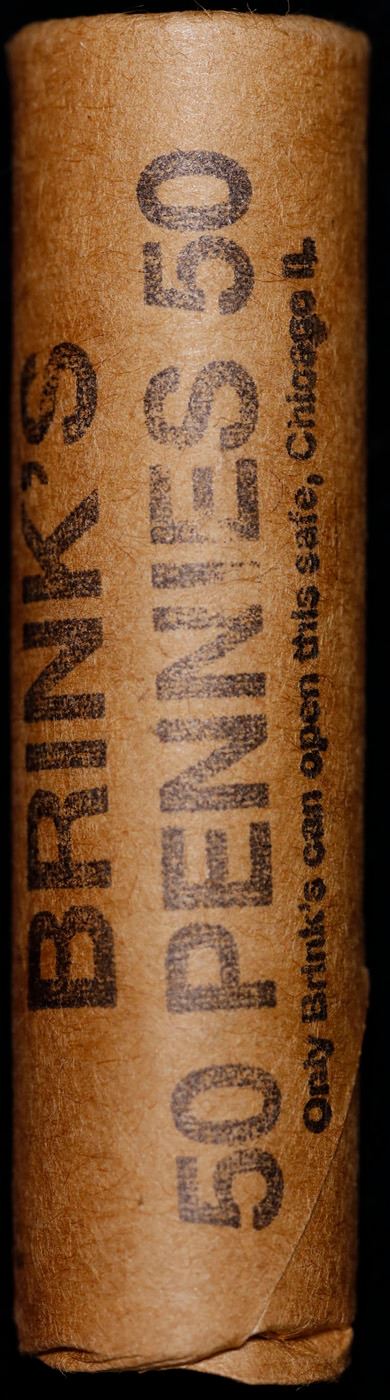 BRINK'S
50 PENNIES 50
Only Brink's can open this safe, Chicago IL